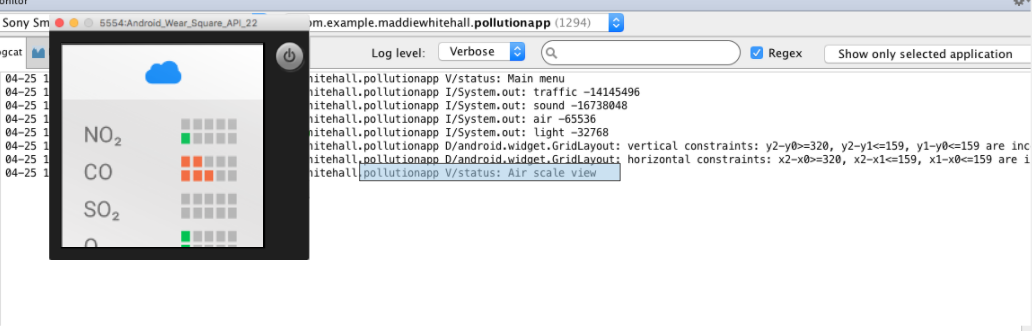 onitor
Sony Sm
5554:Android_Wear_Square_API_22
om.example.maddiewhitehall.pollutionapp (1294)
ogcat
Log level:
Verbose
Regex
Show only selected application
04-25 1
hitehall.pollutionapp V/status: Main menu
04-25 1
hitehall.pollutionapp I/System.out: traffic -14145496
04-25 1
hitehall.pollutionapp I/System.out: sound -16738048
04-25 1
hitehall.pollutionapp I/System.out: air -65536
04-25 1
hitehall.pollutionapp I/System.out: light -32768
04-25 1
hitehall.pollutionapp D/android.widget.GridLayout: vertical constraints: y2-y0>=320, y2-y1<=159, y1-y0<=159 are inc
04-25 1
hitehall.pollutionapp D/android.widget.GridLayout: horizontal constraints: x2-x0>=320, x2-x1<=159, x1-x0<=159 are i
04-25 1
hitehall.pollutionapp V/status: Air scale view
NO₂
CO
SO₂